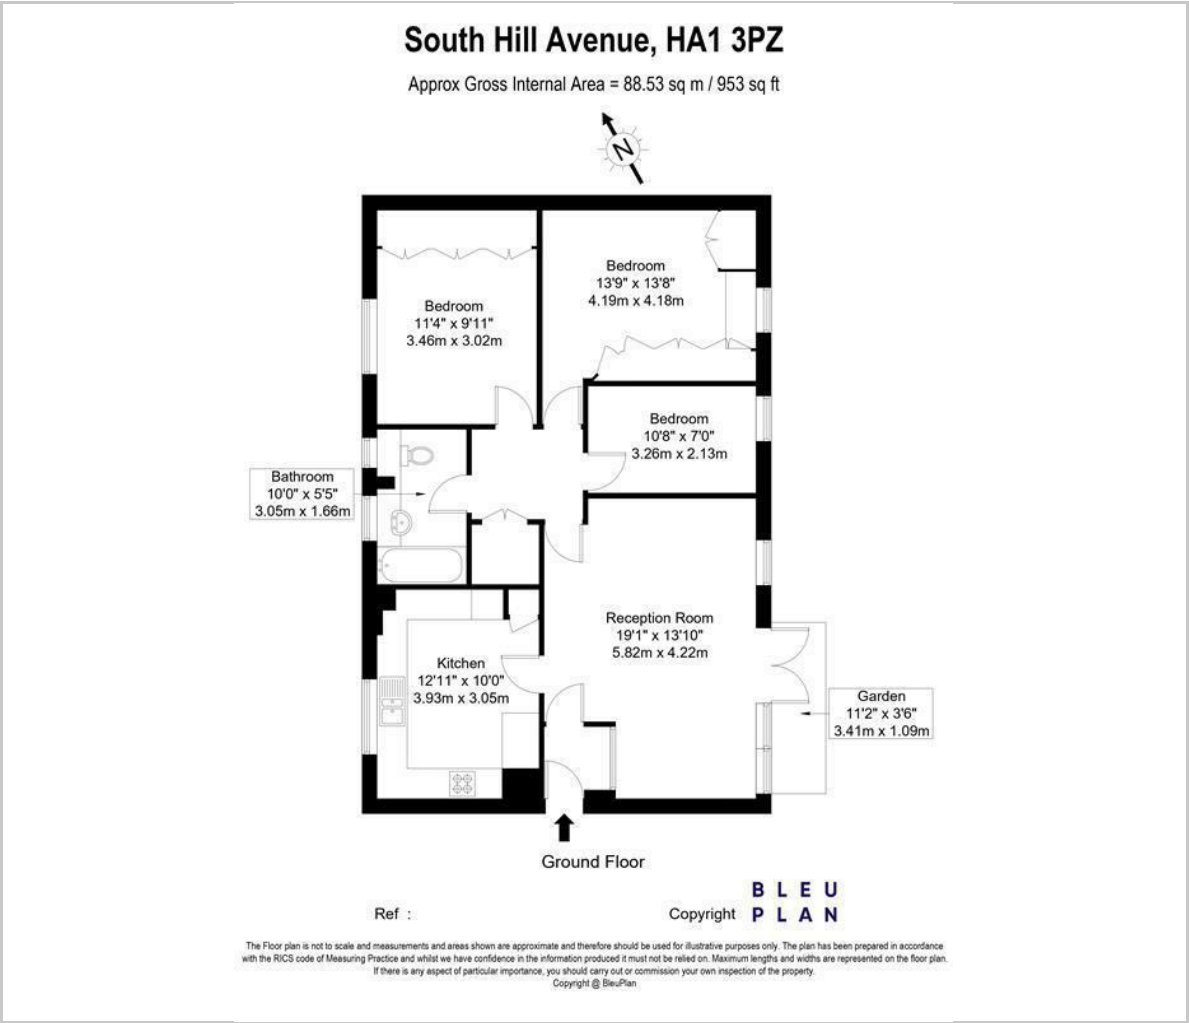 South Hill Avenue, HA1 3PZ
Approx Gross Internal Area = 88.53 sq m / 953 sq ft
N
Bedroom
13'9" x 13'8"
4.19m x 4.18m
Bedroom
11'4" x 9'11"
3.46m x 3.02m
Bedroom
10'8" x 7'0"
3.26m x 2.13m
Bathroom
10'0" x 5'5"
3.05m x 1.66m
Reception Room
19'1" x 13'10"
5.82m x 4.22m
Kitchen
12'11" x 10'0"
3.93m x 3.05m
Garden
11'2" x 3'6"
3.41m x 1.09m
Ground Floor
Ref :
Copyright
BLEU
PLAN
The Floor plan is not to scale and measurements and areas shown are approximate and therefore should be used for illustrative purposes only. The plan has been prepared in accordance
with the RICS code of Measuring Practice and whilst we have confidence in the information produced it must not be relied on. Maximum lengths and widths are represented on the floor plan.
If there is any aspect of particular importance, you should carry out or commission your own inspection of the property.
Copyright @ BleuPlan